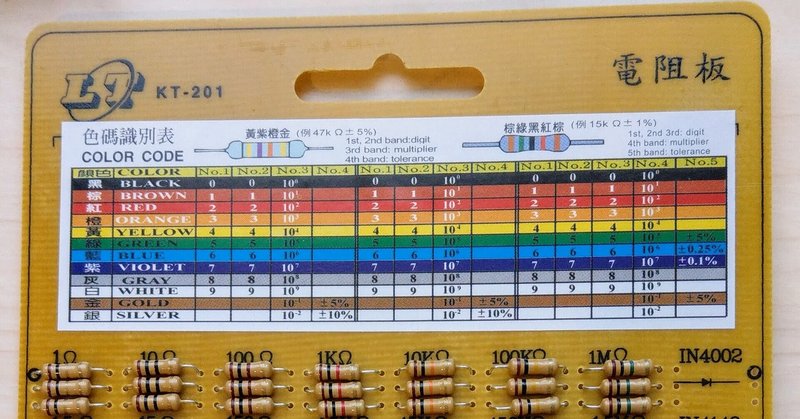 LT KT-201
電阻板
色碼識別表
COLOR CODE
黃紫橙金 (例 47k Ω ± 5%)
1st, 2nd band:digit
3rd band: multiplier
4th band: tolerance
棕綠黑紅棕 (例 15k Ω ± 1%)
1st, 2nd 3rd: digit
4th band: multiplier
5th band: tolerance
顏色 COLOR No.1 No.2 No.3 No.4 No.1 No.2 No.3 No.4 No.1 No.2 No.3 No.4 No.5
黑 BLACK 0 0 10⁰ 0 0 10⁰ 0 0 0 10⁰
棕 BROWN 1 1 10¹ 1 1 10¹ 1 1 1 10¹
紅 RED 2 2 10² 2 2 10² 2 2 2 10²
橙 ORANGE 3 3 10³ 3 3 10³ 3 3 3 10³
黃 YELLOW 4 4 10⁴ 4 4 10⁴ 4 4 4 10⁴
綠 GREEN 5 5 10⁵ 5 5 10⁵ 5 5 5 10⁵ ±5%
藍 BLUE 6 6 10⁶ 6 6 10⁶ 6 6 6 10⁶ ±0.25%
紫 VIOLET 7 7 10⁷ 7 7 10⁷ 7 7 7 10⁷ ±0.1%
灰 GRAY 8 8 10⁸ 8 8 10⁸ 8 8 8 10⁸
白 WHITE 9 9 10⁹ 9 9 10⁹ 9 9 9 10⁹
金 GOLD 10⁻¹ ±5% 10⁻¹ ±5% 10⁻¹ ±5%
銀 SILVER 10⁻² ±10% 10⁻² ±10% 10⁻²
1Ω 10Ω 100Ω 1KΩ 10KΩ 100KΩ 1MΩ IN4002